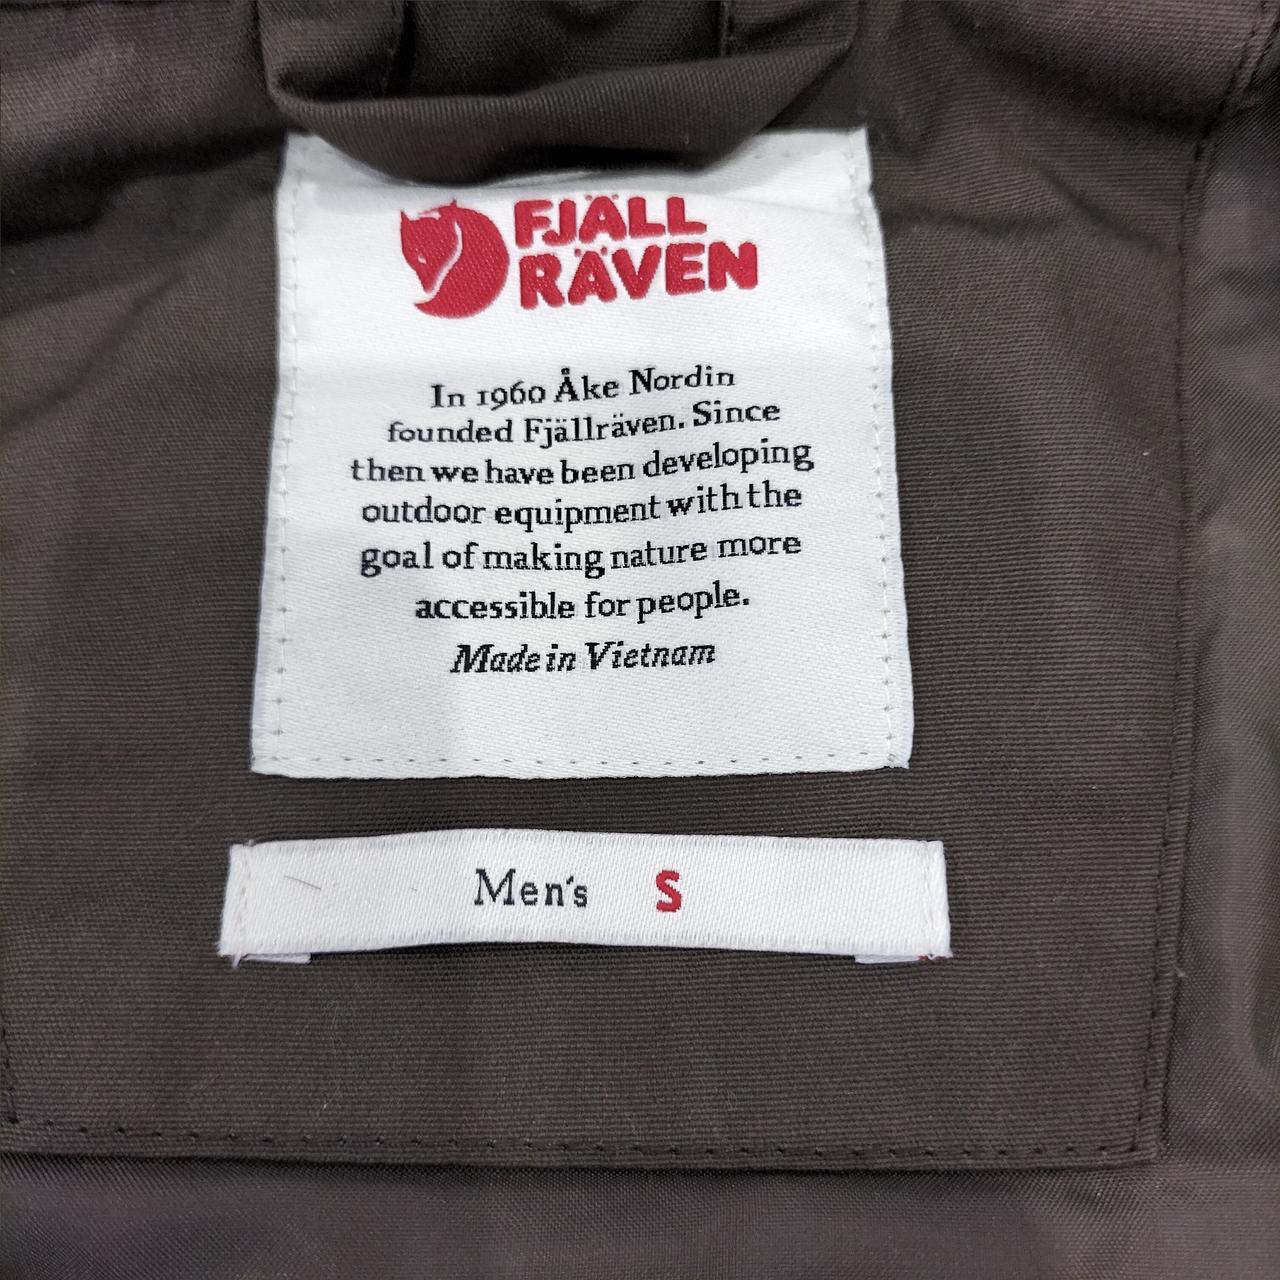 FJÄLL
RÄVEN
In 1960 Åke Nordin
founded Fjällräven. Since
then we have been developing
outdoor equipment with the
goal of making nature more
accessible for people.
Made in Vietnam
Men's S